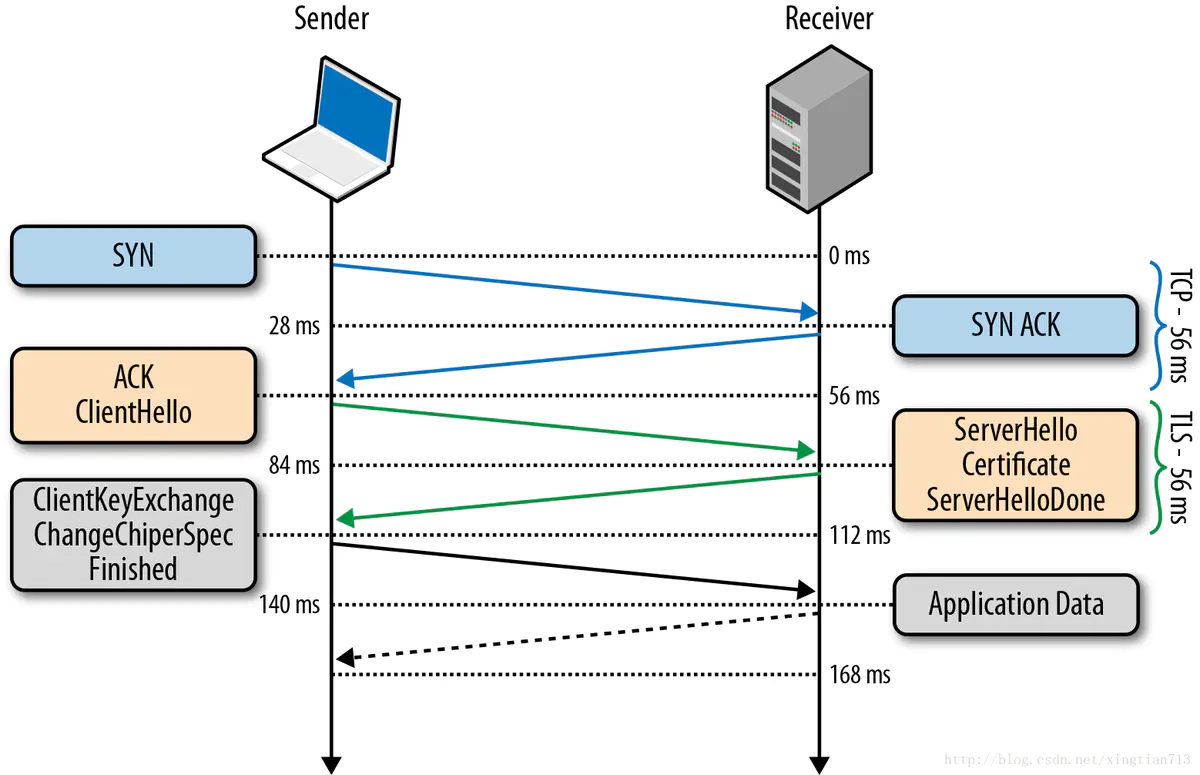 Sender
Receiver
SYN
0 ms
28 ms
SYN ACK
TCP - 56 ms
ACK
ClientHello
56 ms
84 ms
ServerHello
Certificate
ServerHelloDone
TLS - 56 ms
ClientKeyExchange
ChangeChiperSpec
Finished
112 ms
140 ms
Application Data
168 ms
http://blog.csdn.net/xingtian713